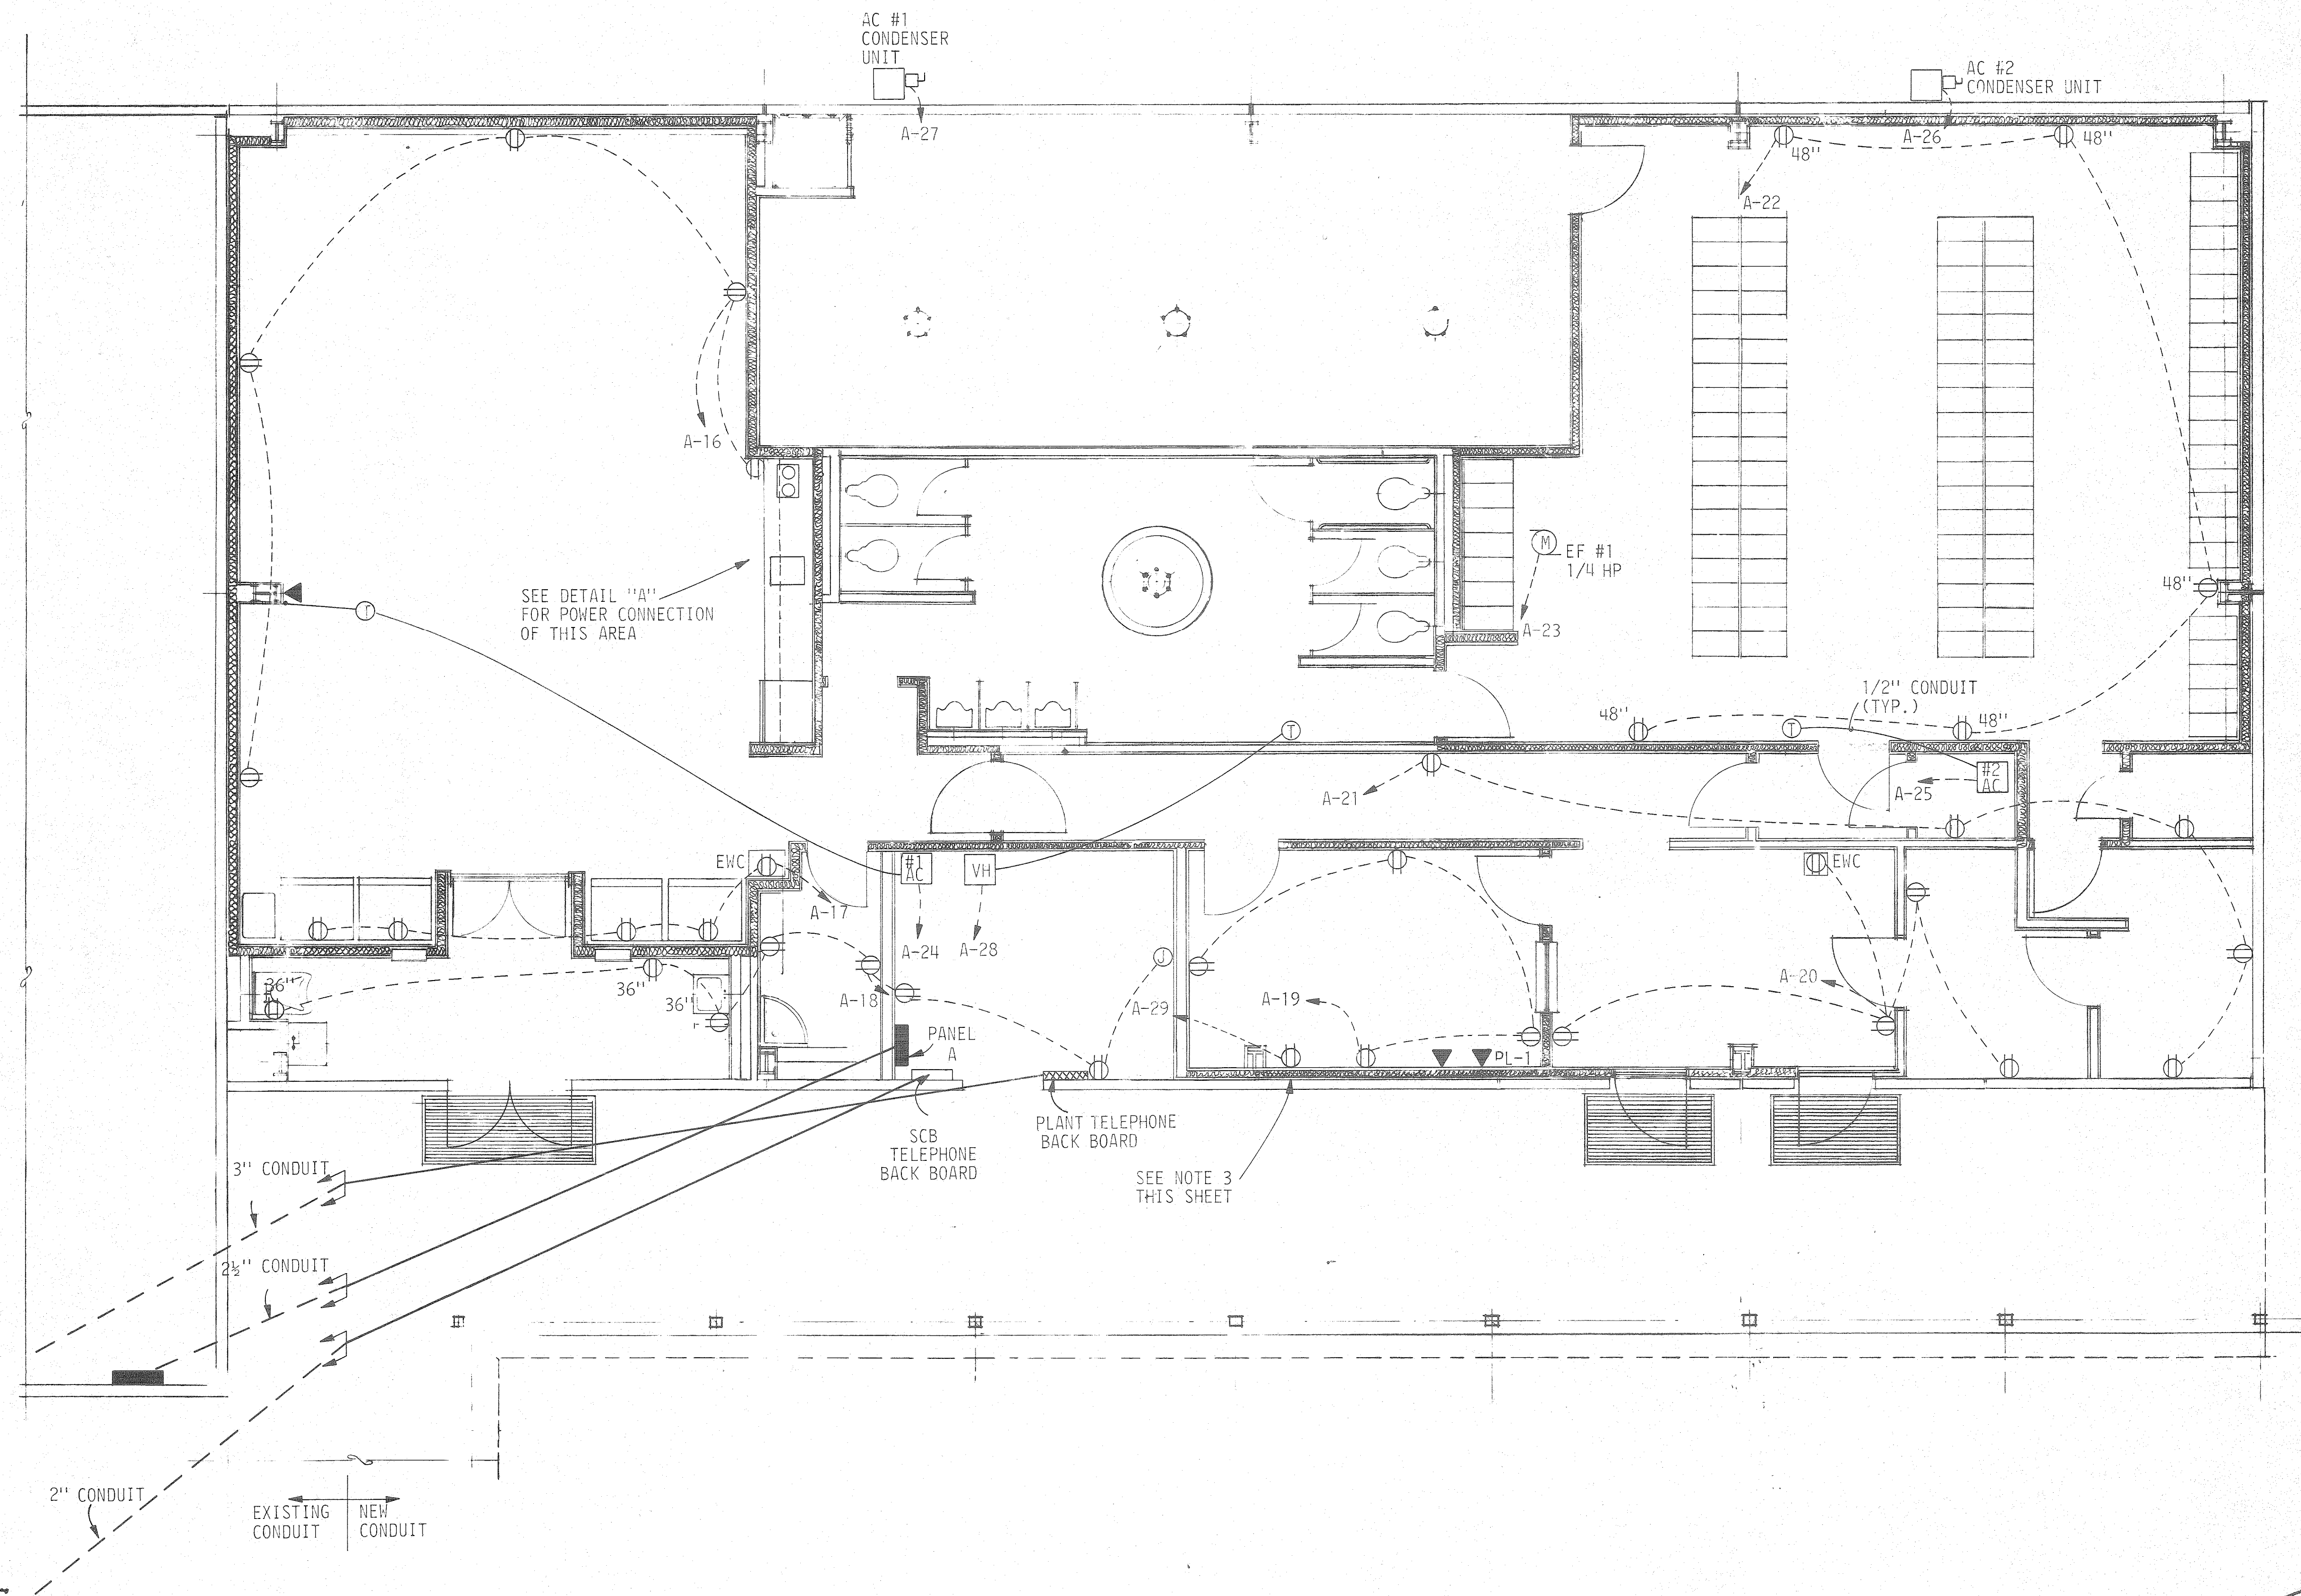 AC #1
CONDENSER
UNIT
A-27
AC #2
CONDENSER UNIT
A-26
48"
48"
A-22
A-16
SEE DETAIL "A"
FOR POWER CONNECTION
OF THIS AREA
M
EF #1
1/4 HP
A-23
48"
T
1/2" CONDUIT
(TYP.)
48"
T
48"
T
#2
AC
A-25
A-21
EWC
#1
AC
VH
EWC
A-17
A-24
A-28
J
36"
36"
36"
A-18
A-29
A-19
A-20
PANEL
A
PL-1
SCB
TELEPHONE
BACK BOARD
PLANT TELEPHONE
BACK BOARD
SEE NOTE 3
THIS SHEET
3" CONDUIT
2½" CONDUIT
2" CONDUIT
EXISTING
CONDUIT
NEW
CONDUIT